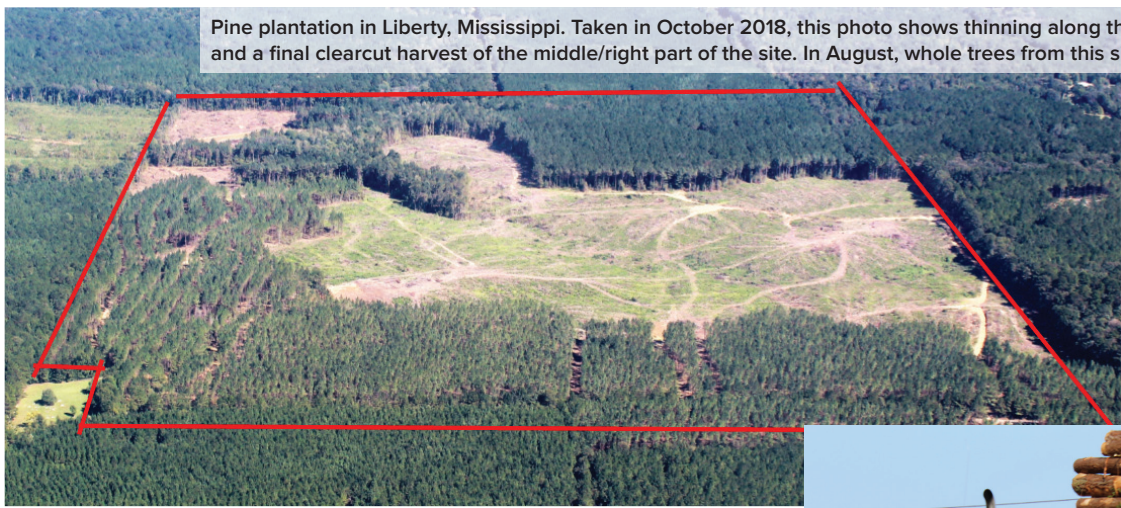 Pine plantation in Liberty, Mississippi. Taken in October 2018, this photo shows thinning along
and a final clearcut harvest of the middle/right part of the site. In August, whole trees from this